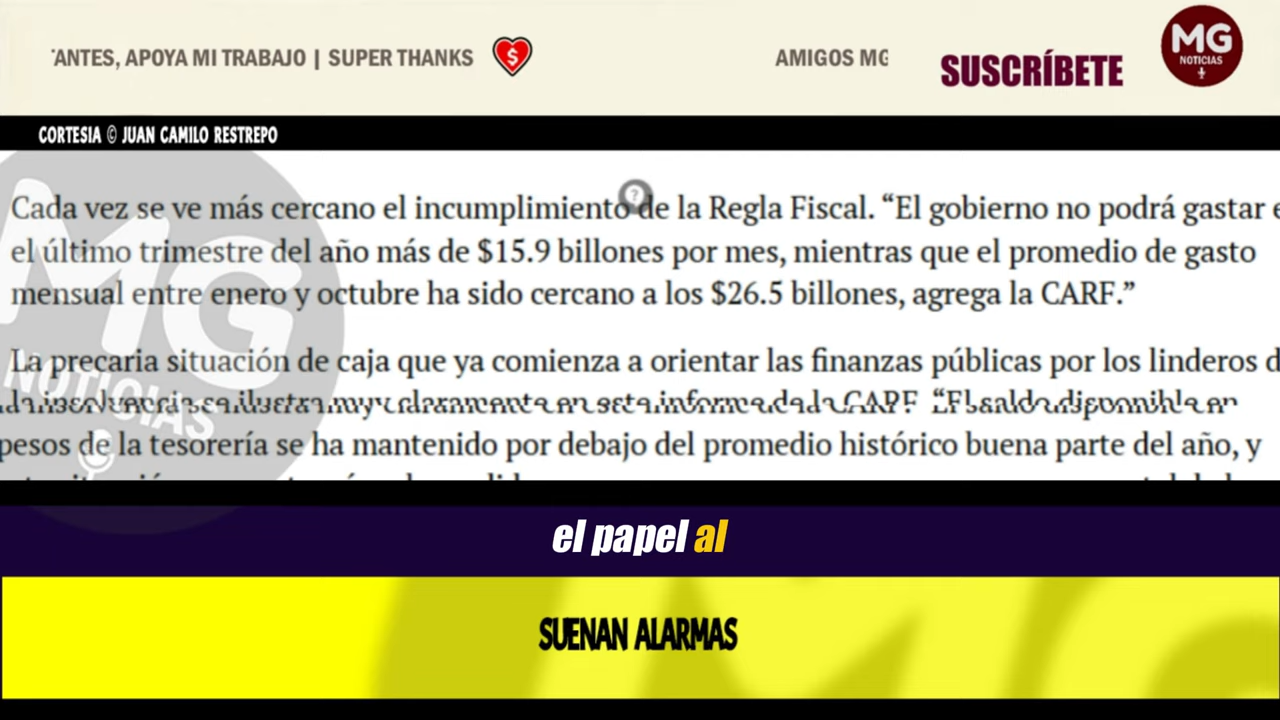 ANTES, APOYA MI TRABAJO | SUPER THANKS
AMIGOS MG
SUSCRÍBETE
MG
NOTICIAS
CORTESIA © JUAN CAMILO RESTREPO
Cada vez se ve más cercano el incumplimiento de la Regla Fiscal. “El gobierno no podrá gastar e
el último trimestre del año más de $15.9 billones por mes, mientras que el promedio de gasto
mensual entre enero y octubre ha sido cercano a los $26.5 billones, agrega la CARF.”
La precaria situación de caja que ya comienza a orientar las finanzas públicas por los linderos d
pesos de la tesorería se ha mantenido por debajo del promedio histórico buena parte del año, y
MG
NOTICIAS
el papel al
SUENAN ALARMAS